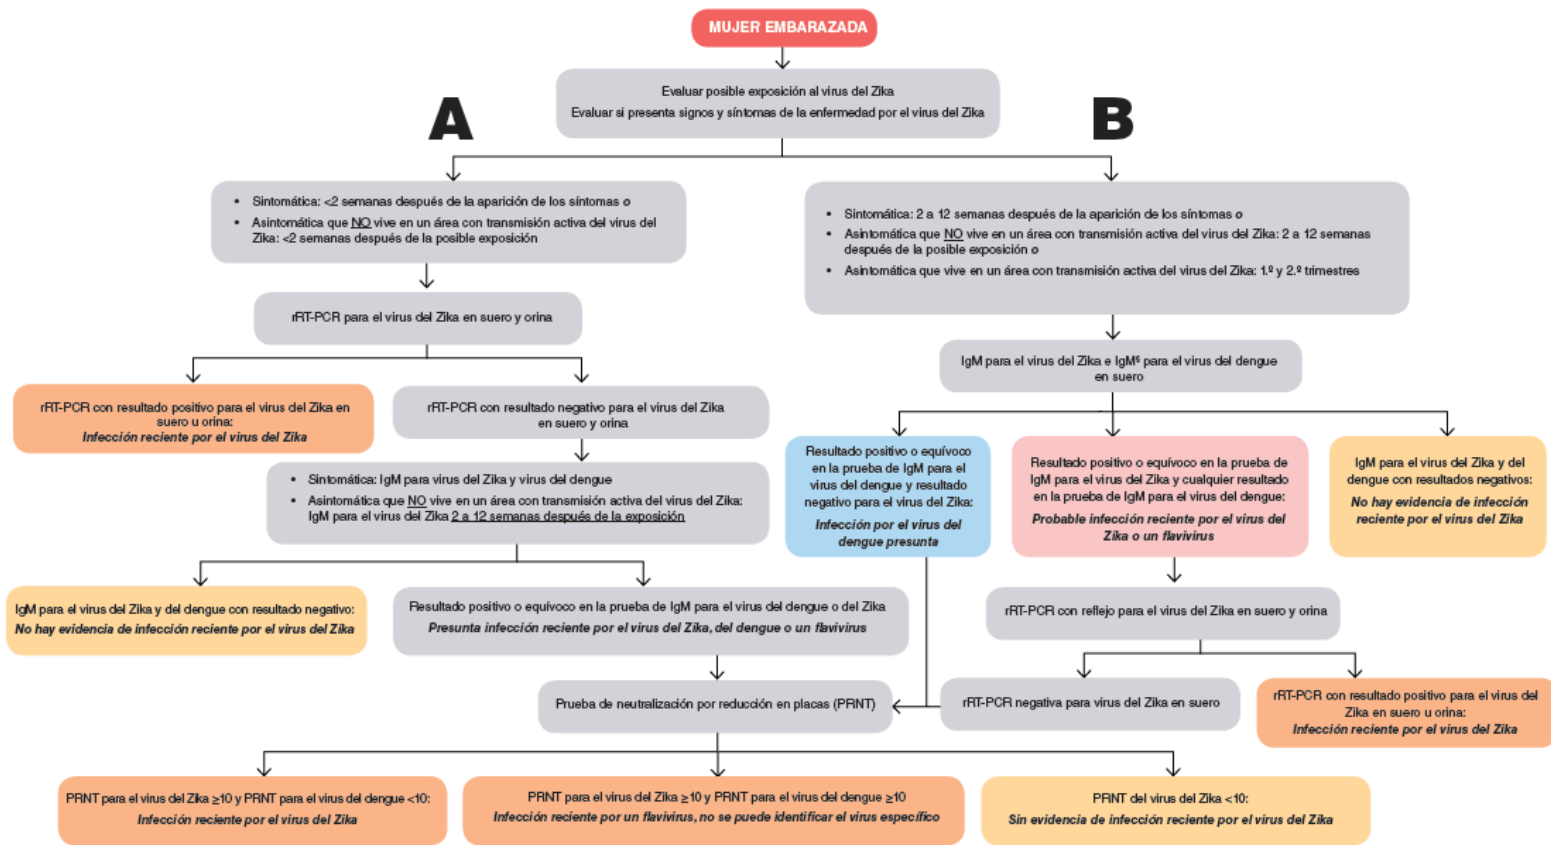 MUJER EMBARAZADA
Evaluar posible exposición al virus del Zika
Evaluar si presenta signos y síntomas de la enfermedad por el virus del Zika
A
B
• Sintomática: <2 semanas después de la aparición de los síntomas o
• Asintomática que NO vive en un área con transmisión activa del virus del
Zika: <2 semanas después de la posible exposición
• Sintomática: 2 a 12 semanas después de la aparición de los síntomas o
• Asintomática que NO vive en un área con transmisión activa del virus del Zika: 2 a 12 semanas
después de la posible exposición o
• Asintomática que vive en un área con transmisión activa del virus del Zika: 1.º y 2.º trimestres
rRT-PCR para el virus del Zika en suero y orina
IgM para el virus del Zika e IgM§ para el virus del dengue
en suero
rRT-PCR con resultado positivo para el virus del Zika en
suero u orina:
Infección reciente por el virus del Zika
rRT-PCR con resultado negativo para el virus del Zika
en suero y orina
Resultado positivo o equívoco
en la prueba de IgM para el
virus del dengue y resultado
negativo para el virus del Zika:
Infección por el virus del
dengue presunta
Resultado positivo o equívoco en la prueba de
IgM para el virus del Zika y cualquier resultado
en la prueba de IgM para el virus del dengue:
Probable infección reciente por el virus del
Zika o un flavivirus
IgM para el virus del Zika y del
dengue con resultados negativos:
No hay evidencia de infección
reciente por el virus del Zika
• Sintomática: IgM para virus del Zika y virus del dengue
• Asintomática que NO vive en un área con transmisión activa del virus del Zika:
IgM para el virus del Zika 2 a 12 semanas después de la exposición
IgM para el virus del Zika y del dengue con resultado negativo:
No hay evidencia de infección reciente por el virus del Zika
Resultado positivo o equívoco en la prueba de IgM para el virus del dengue o del Zika
Presunta infección reciente por el virus del Zika, del dengue o un flavivirus
rRT-PCR con reflejo para el virus del Zika en suero y orina
Prueba de neutralización por reducción en placas (PRNT)
rRT-PCR negativa para virus del Zika en suero
rRT-PCR con resultado positivo para el virus del
Zika en suero u orina:
Infección reciente por el virus del Zika
PRNT para el virus del Zika ≥10 y PRNT para el virus del dengue <10:
Infección reciente por el virus del Zika
PRNT para el virus del Zika ≥10 y PRNT para el virus del dengue ≥10
Infección reciente por un flavivirus, no se puede identificar el virus específico
PRNT del virus del Zika <10:
Sin evidencia de infección reciente por el virus del Zika